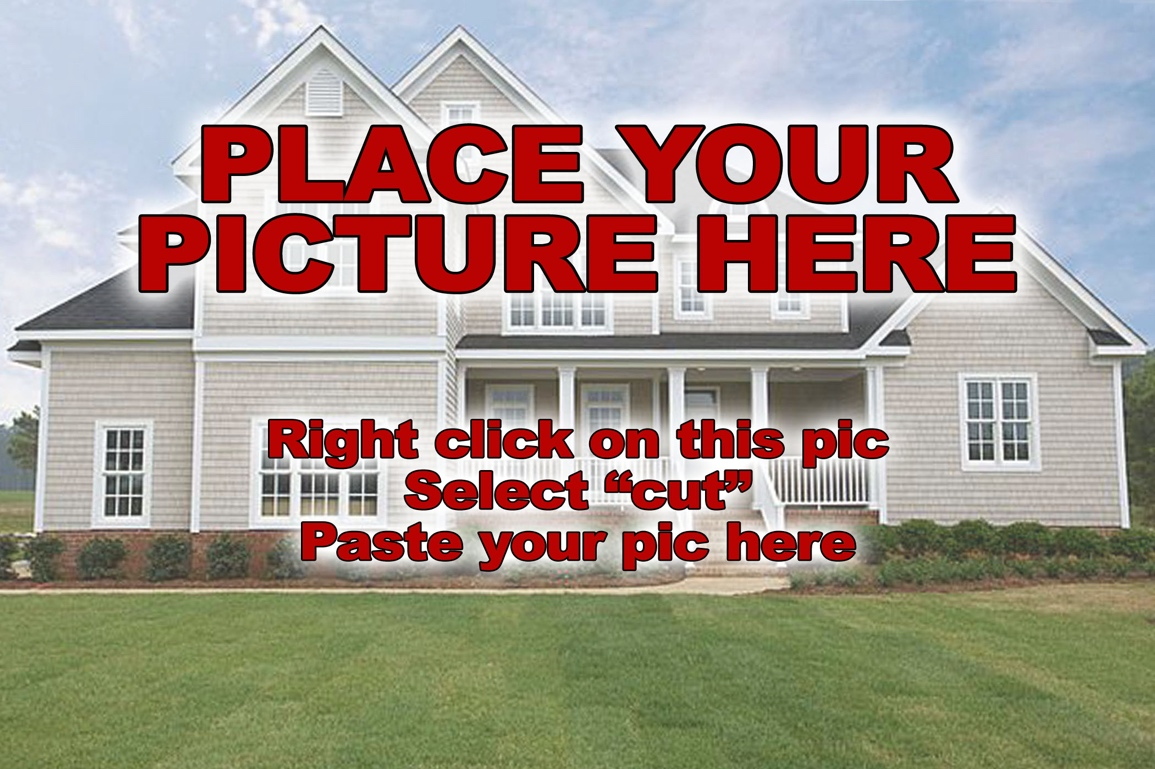 PLACE YOUR
PICTURE HERE
Right click on this pic
Select “cut”
Paste your pic here